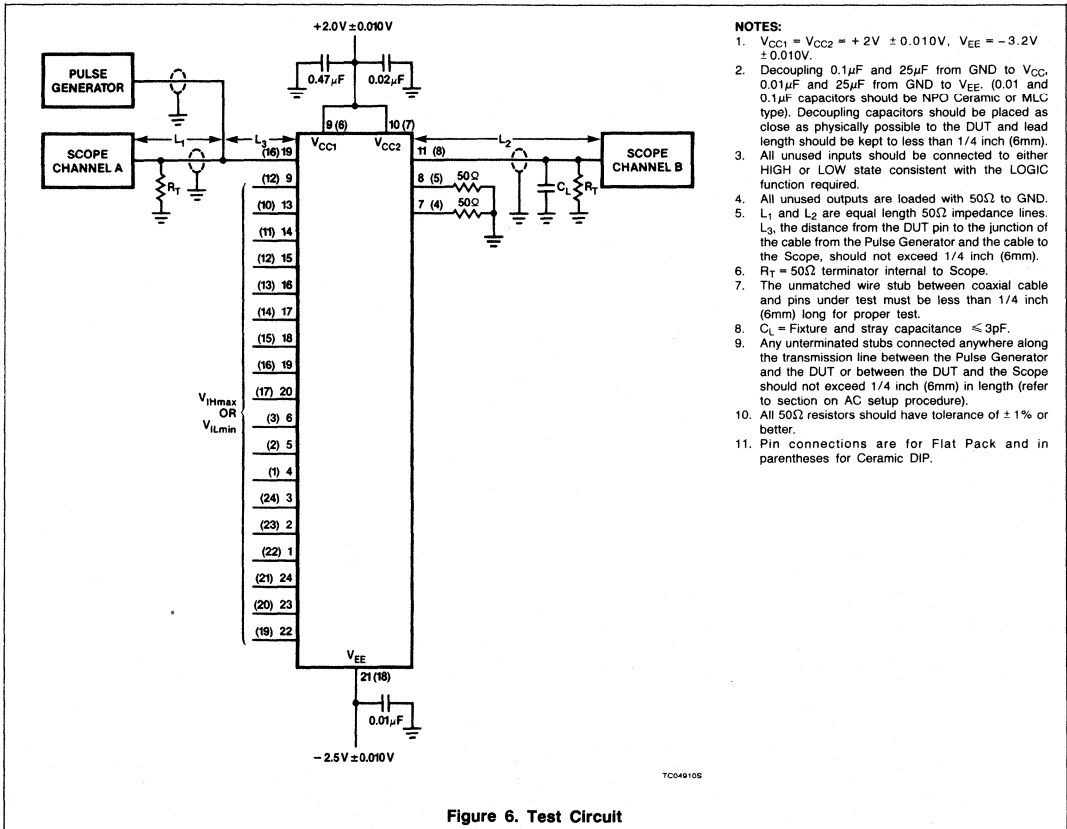 +2.0V ± 0.010V
PULSE
GENERATOR
0.47μF
0.02μF
L1
L3
9 (6)
10 (7)
L2
SCOPE
CHANNEL A
(16) 19
VCC1
VCC2
11 (8)
SCOPE
CHANNEL B
RT
CL
RT
(12) 9
8 (5)
50Ω
(10) 13
7 (4)
50Ω
(11) 14
(12) 15
(13) 16
(14) 17
(15) 18
(16) 19
(17) 20
VIHmax
OR
VILmin
(3) 6
(2) 5
(1) 4
(24) 3
(23) 2
(22) 1
(21) 24
(20) 23
(19) 22
VEE
21 (18)
0.01μF
−2.5V ± 0.010V
NOTES:
1. VCC1 = VCC2 = +2V ±0.010V, VEE = −3.2V
±0.010V.
2. Decoupling 0.1μF and 25μF from GND to VCC,
0.01μF and 25μF from GND to VEE. (0.01 and
0.1μF capacitors should be NPO Ceramic or MLC
type). Decoupling capacitors should be placed as
close as physically possible to the DUT and lead
length should be kept to less than 1/4 inch (6mm).
3. All unused inputs should be connected to either
HIGH or LOW state consistent with the LOGIC
function required.
4. All unused outputs are loaded with 50Ω to GND.
5. L1 and L2 are equal length 50Ω impedance lines.
L3, the distance from the DUT pin to the junction of
the cable from the Pulse Generator and the cable to
the Scope, should not exceed 1/4 inch (6mm).
6. RT = 50Ω terminator internal to Scope.
7. The unmatched wire stub between coaxial cable
and pins under test must be less than 1/4 inch
(6mm) long for proper test.
8. CL = Fixture and stray capacitance ⩽ 3pF.
9. Any unterminated stubs connected anywhere along
the transmission line between the Pulse Generator
and the DUT or between the DUT and the Scope
should not exceed 1/4 inch (6mm) in length (refer
to section on AC setup procedure).
10. All 50Ω resistors should have tolerance of ±1% or
better.
11. Pin connections are for Flat Pack and in
parentheses for Ceramic DIP.
TC04910S
Figure 6. Test Circuit